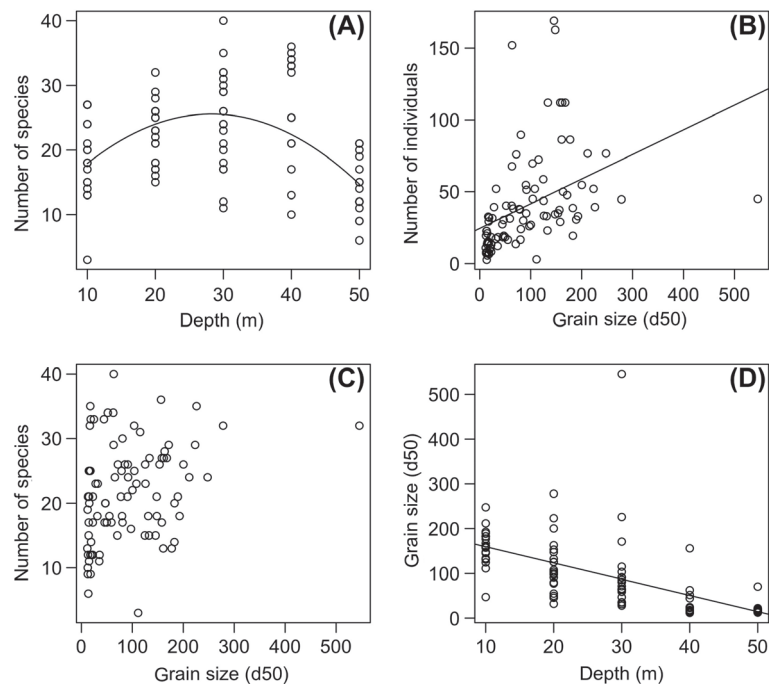 (A)
Number of species
40
30
20
10
10 20 30 40 50
Depth (m)
(B)
Number of individuals
150
100
50
0
0 100 200 300 400 500
Grain size (d50)
(C)
Number of species
40
30
20
10
0 100 200 300 400 500
Grain size (d50)
(D)
Grain size (d50)
500
400
300
200
100
0
10 20 30 40 50
Depth (m)